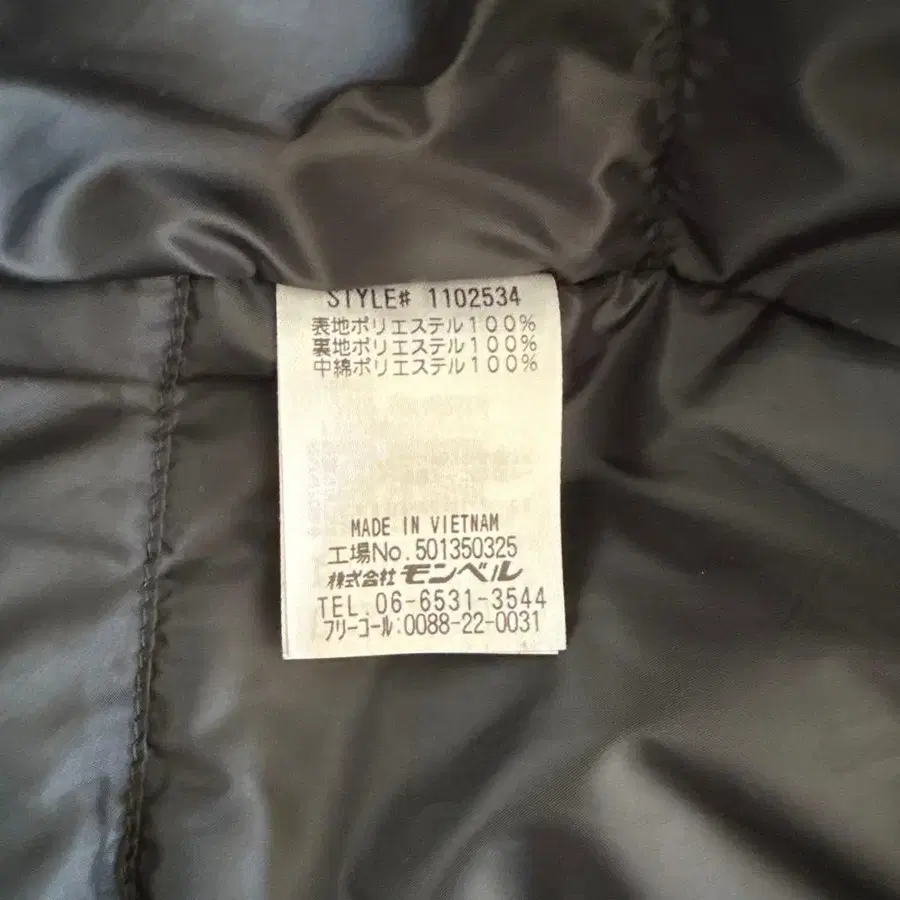 STYLE# 1102534
表地ポリエステル100%
裏地ポリエステル100%
中綿ポリエステル100%
MADE IN VIETNAM
工場No.501350325
株式会社モンベル
TEL.06-6531-3544
フリーコール:0088-22-0031